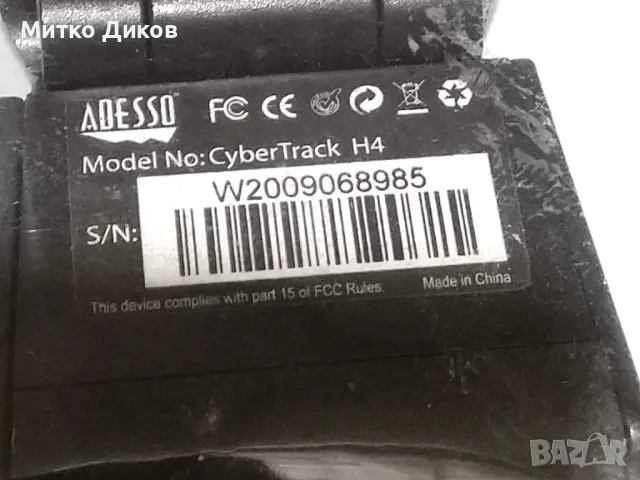 Митко Диков
ADESSO FC CE
Model No: CyberTrack H4
W2009068985
S/N:
This device complies with part 15 of FCC Rules. Made in China
BAZAR